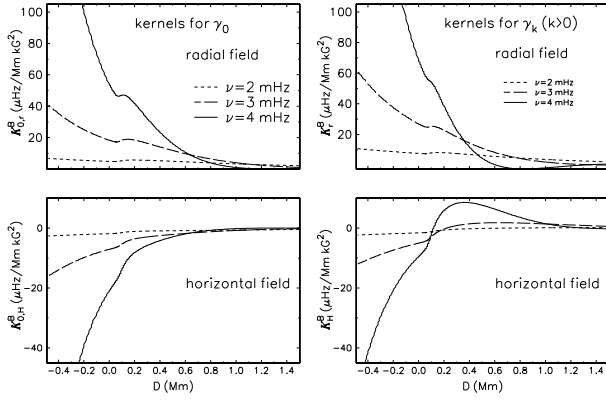 kernels for γ0
radial field
ν=2 mHz
ν=3 mHz
ν=4 mHz
100
80
60
40
20
K^B_0,r (μHz/Mm kG²)
kernels for γk (k>0)
radial field
ν=2 mHz
ν=3 mHz
ν=4 mHz
100
80
60
40
20
K^B_r (μHz/Mm kG²)
horizontal field
0
-20
-40
K^B_0,H (μHz/Mm kG²)
-0.4 -0.2 0.0 0.2 0.4 0.6 0.8 1.0 1.2 1.4
D (Mm)
horizontal field
0
-20
-40
K^B_H (μHz/Mm kG²)
-0.4 -0.2 0.0 0.2 0.4 0.6 0.8 1.0 1.2 1.4
D (Mm)